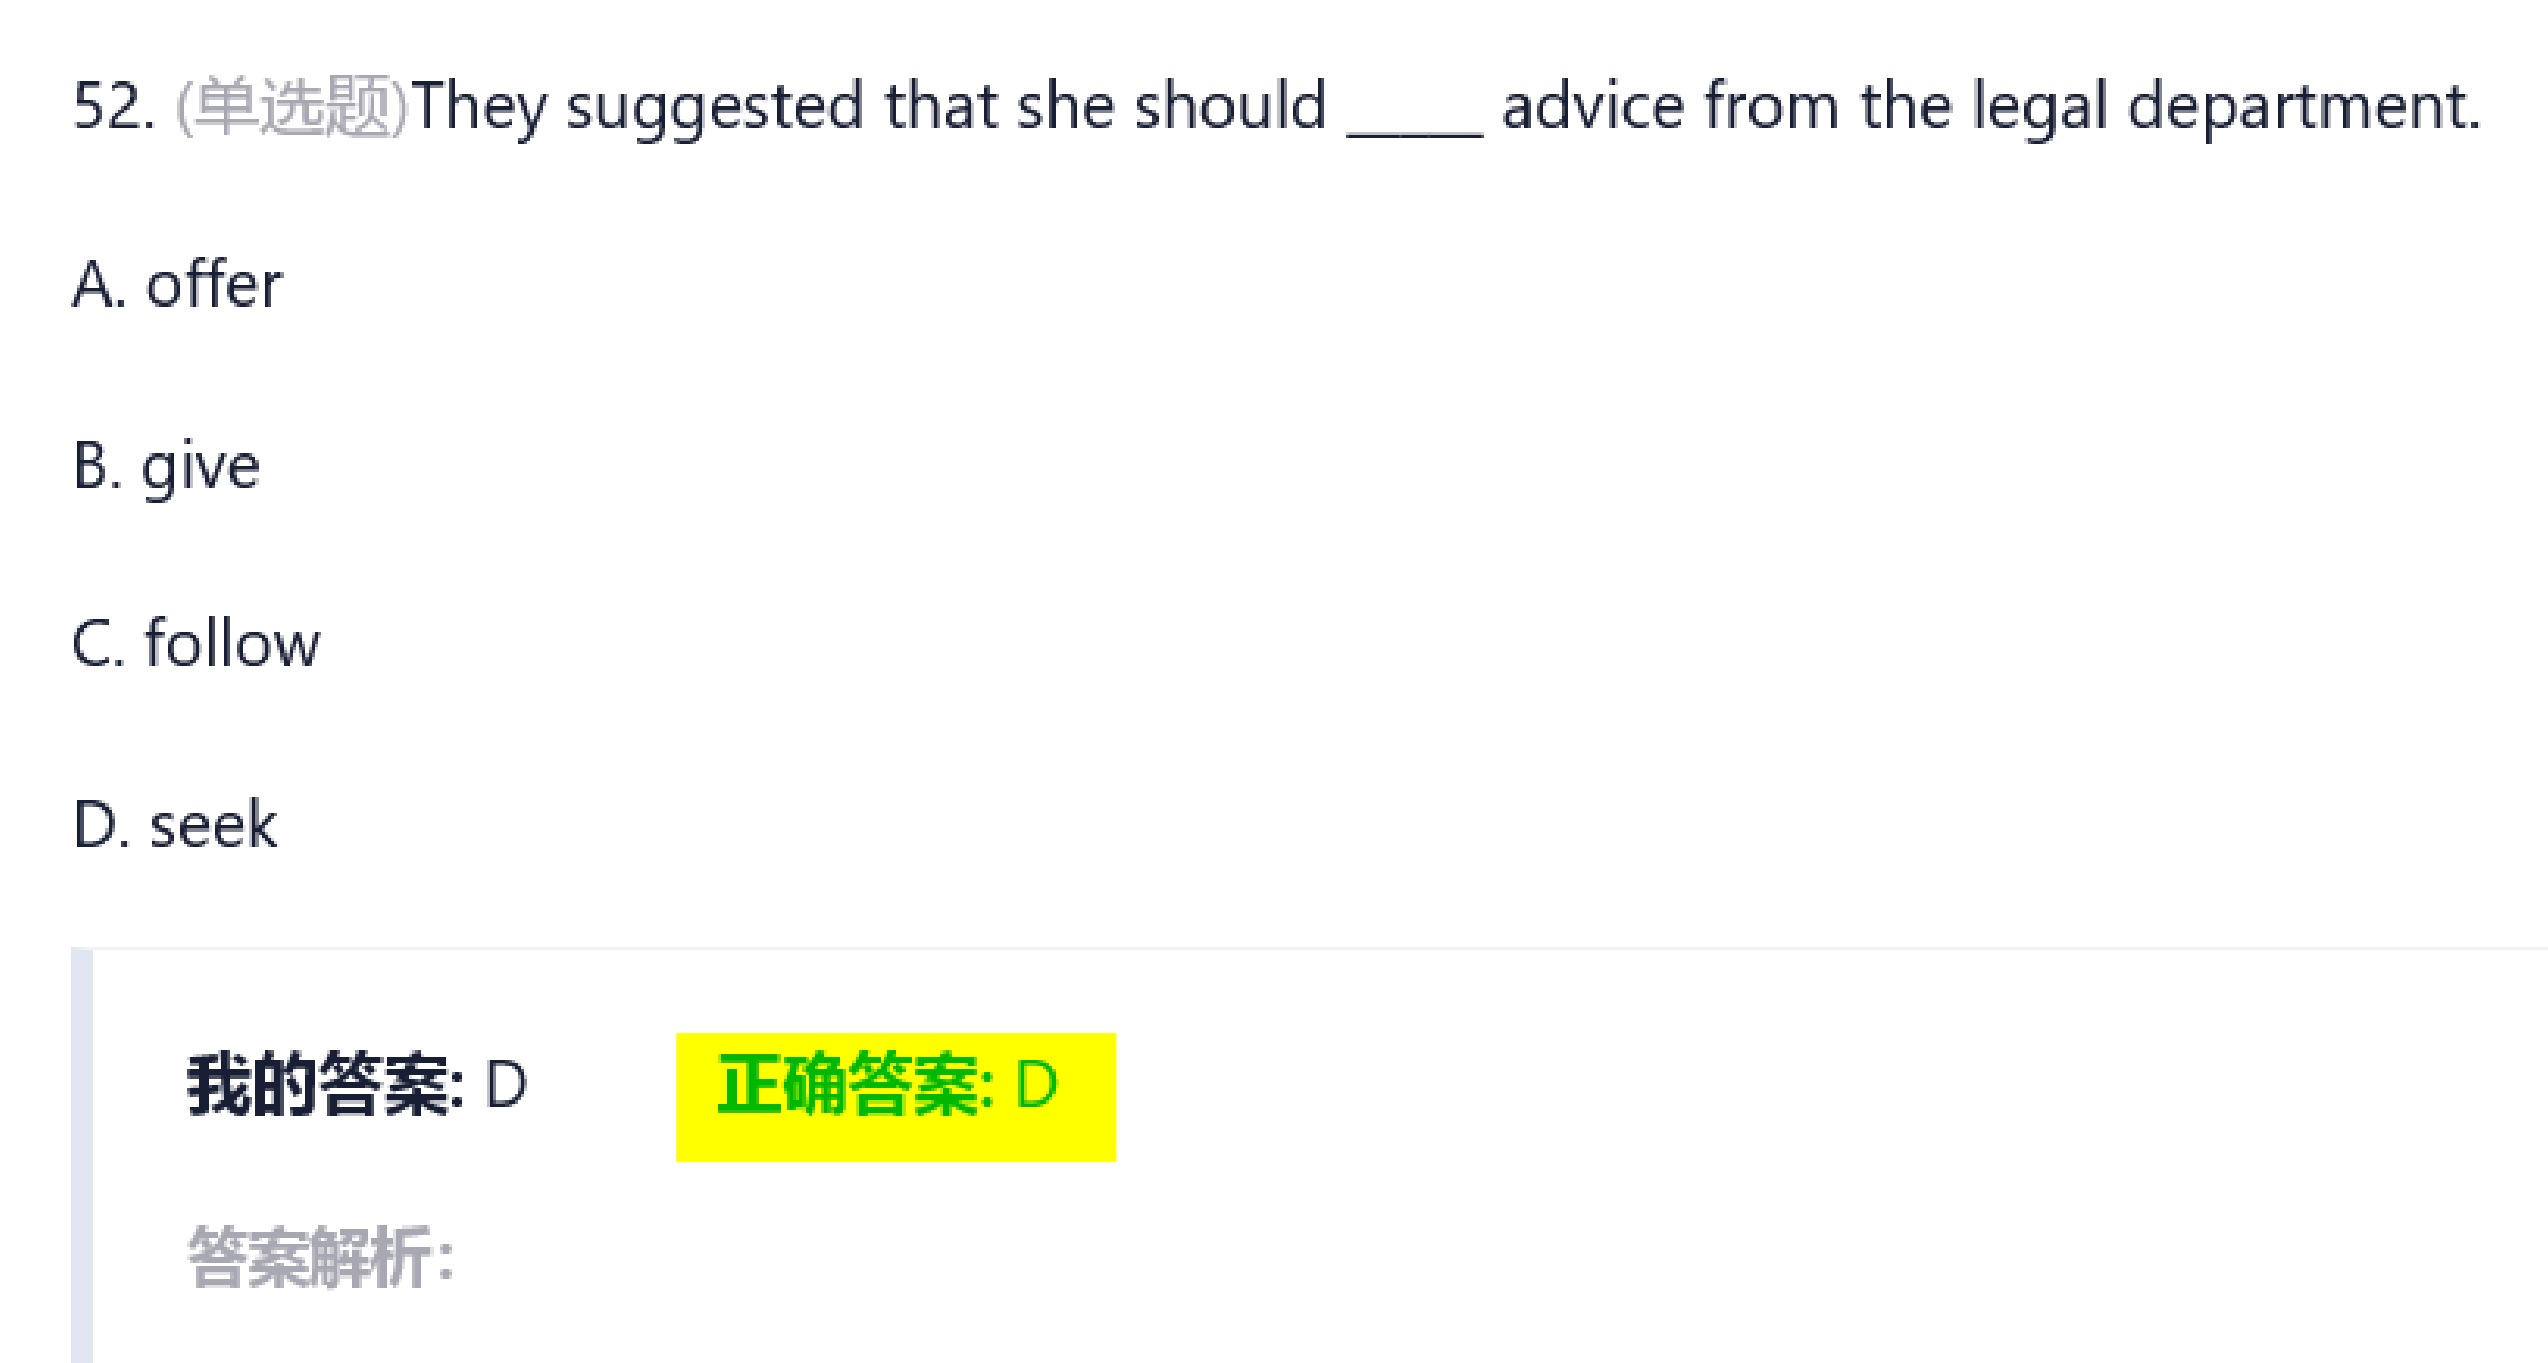 52. (单选题)They suggested that she should _____ advice from the legal department.
A. offer
B. give
C. follow
D. seek
我的答案: D 正确答案: D
答案解析: